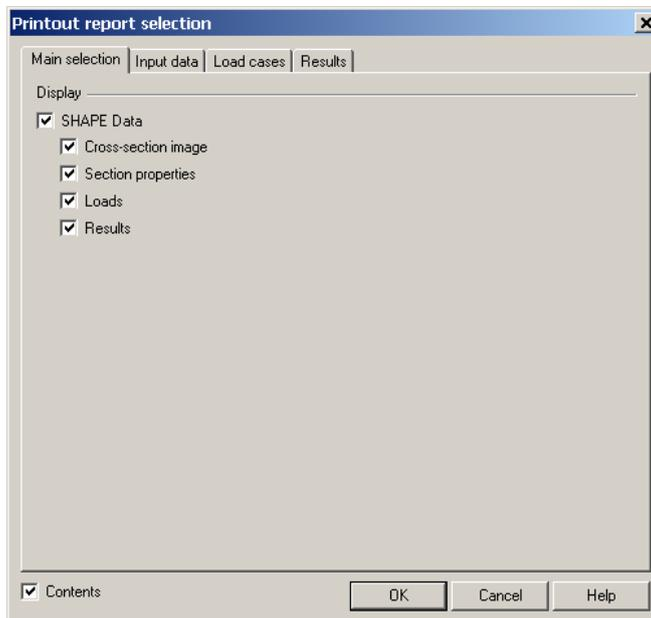 Printout report selection
Main selection Input data Load cases Results
Display
SHAPE Data
Cross-section image
Section properties
Loads
Results
Contents OK Cancel Help